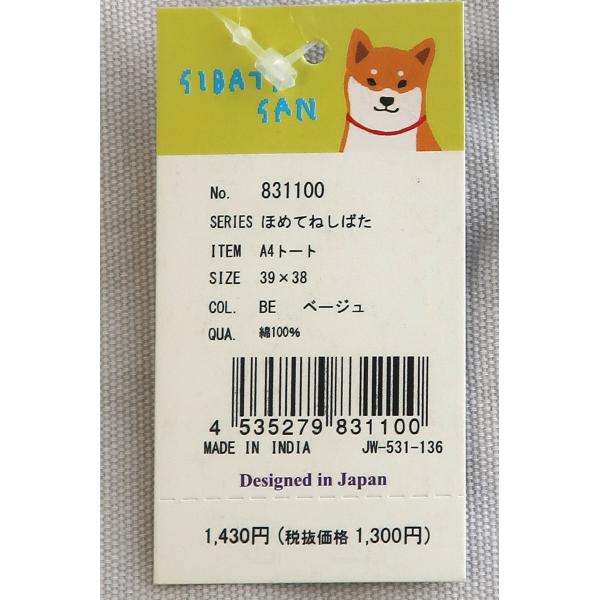 SAN
No. 831100
SERIES ほめてねしばた
ITEM A4トート
SIZE 39×38
COL. BE ベージュ
QUA. 綿100%
4 535279 831100
MADE IN INDIA JW-531-136
Designed in Japan
1,430円 (税抜価格 1,300円)